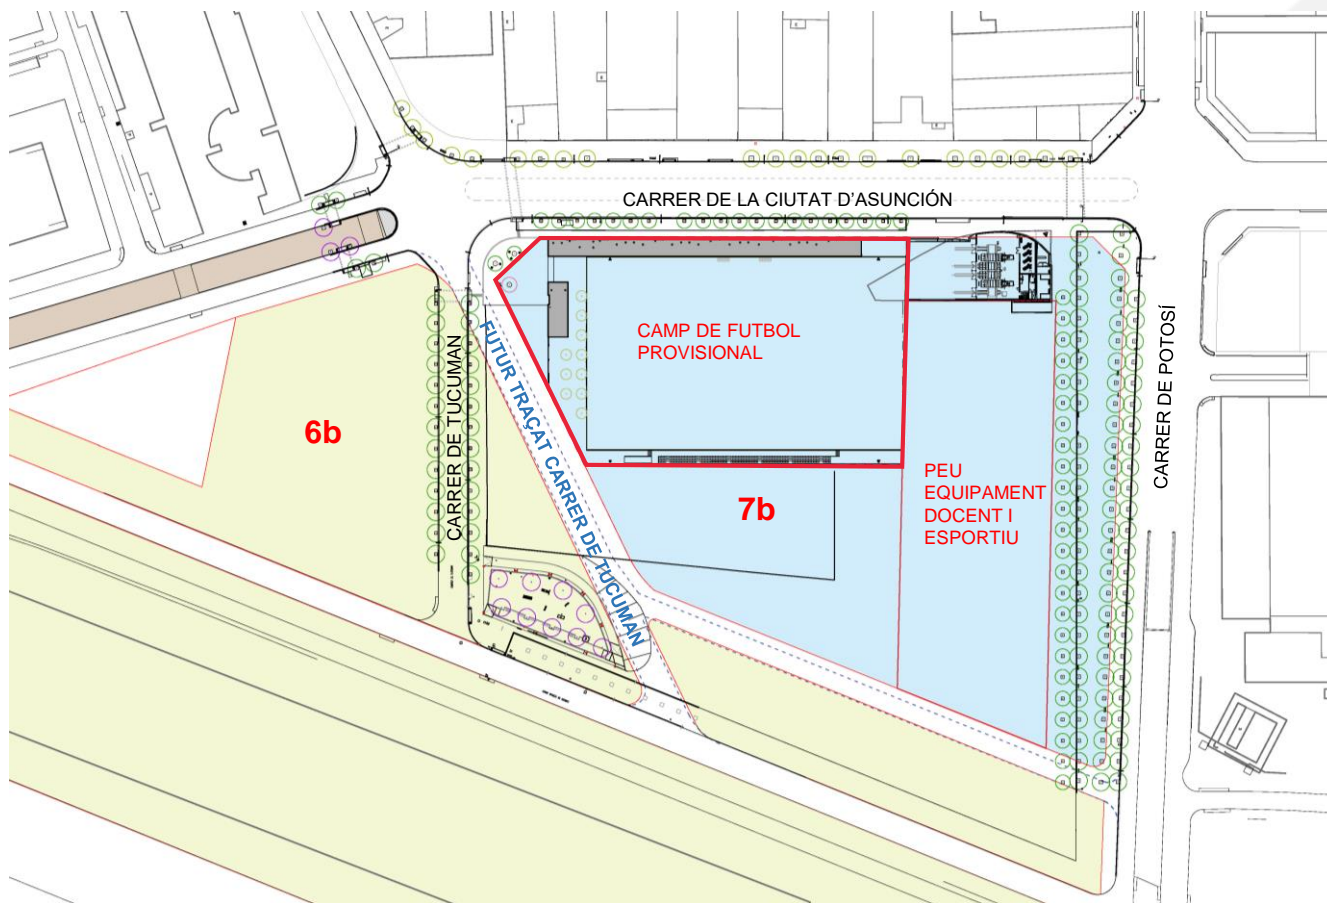 CARRER DE LA CIUTAT D'ASUNCIÓN
CAMP DE FUTBOL
PROVISIONAL
FUTUR TRAÇAT CARRER DE TUCUMAN
CARRER DE TUCUMAN
6b
7b
PEU
EQUIPAMENT
DOCENT I
ESPORTIU
CARRER DE POTOSÍ